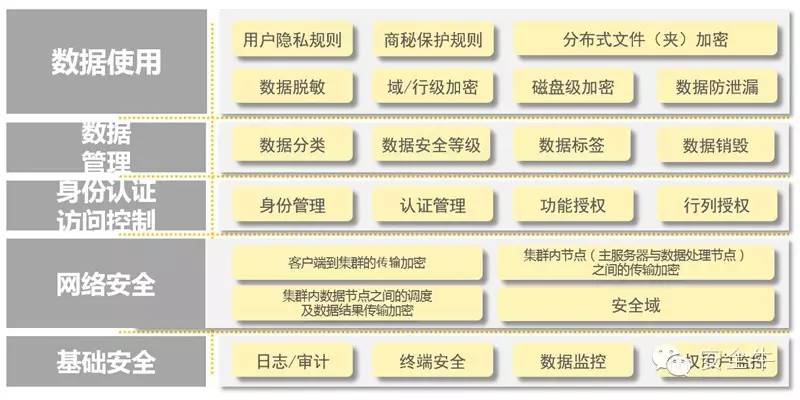 数据使用
用户隐私规则
商秘保护规则
分布式文件（夹）加密
数据脱敏
域/行级加密
磁盘级加密
数据防泄漏
数据
管理
数据分类
数据安全等级
数据标签
数据销毁
身份认证
访问控制
身份管理
认证管理
功能授权
行列授权
网络安全
客户端到集群的传输加密
集群内节点（主服务器与数据处理节点）
之间的传输加密
集群内数据节点之间的调度
及数据结果传输加密
安全域
基础安全
日志/审计
终端安全
数据监控
安全牛